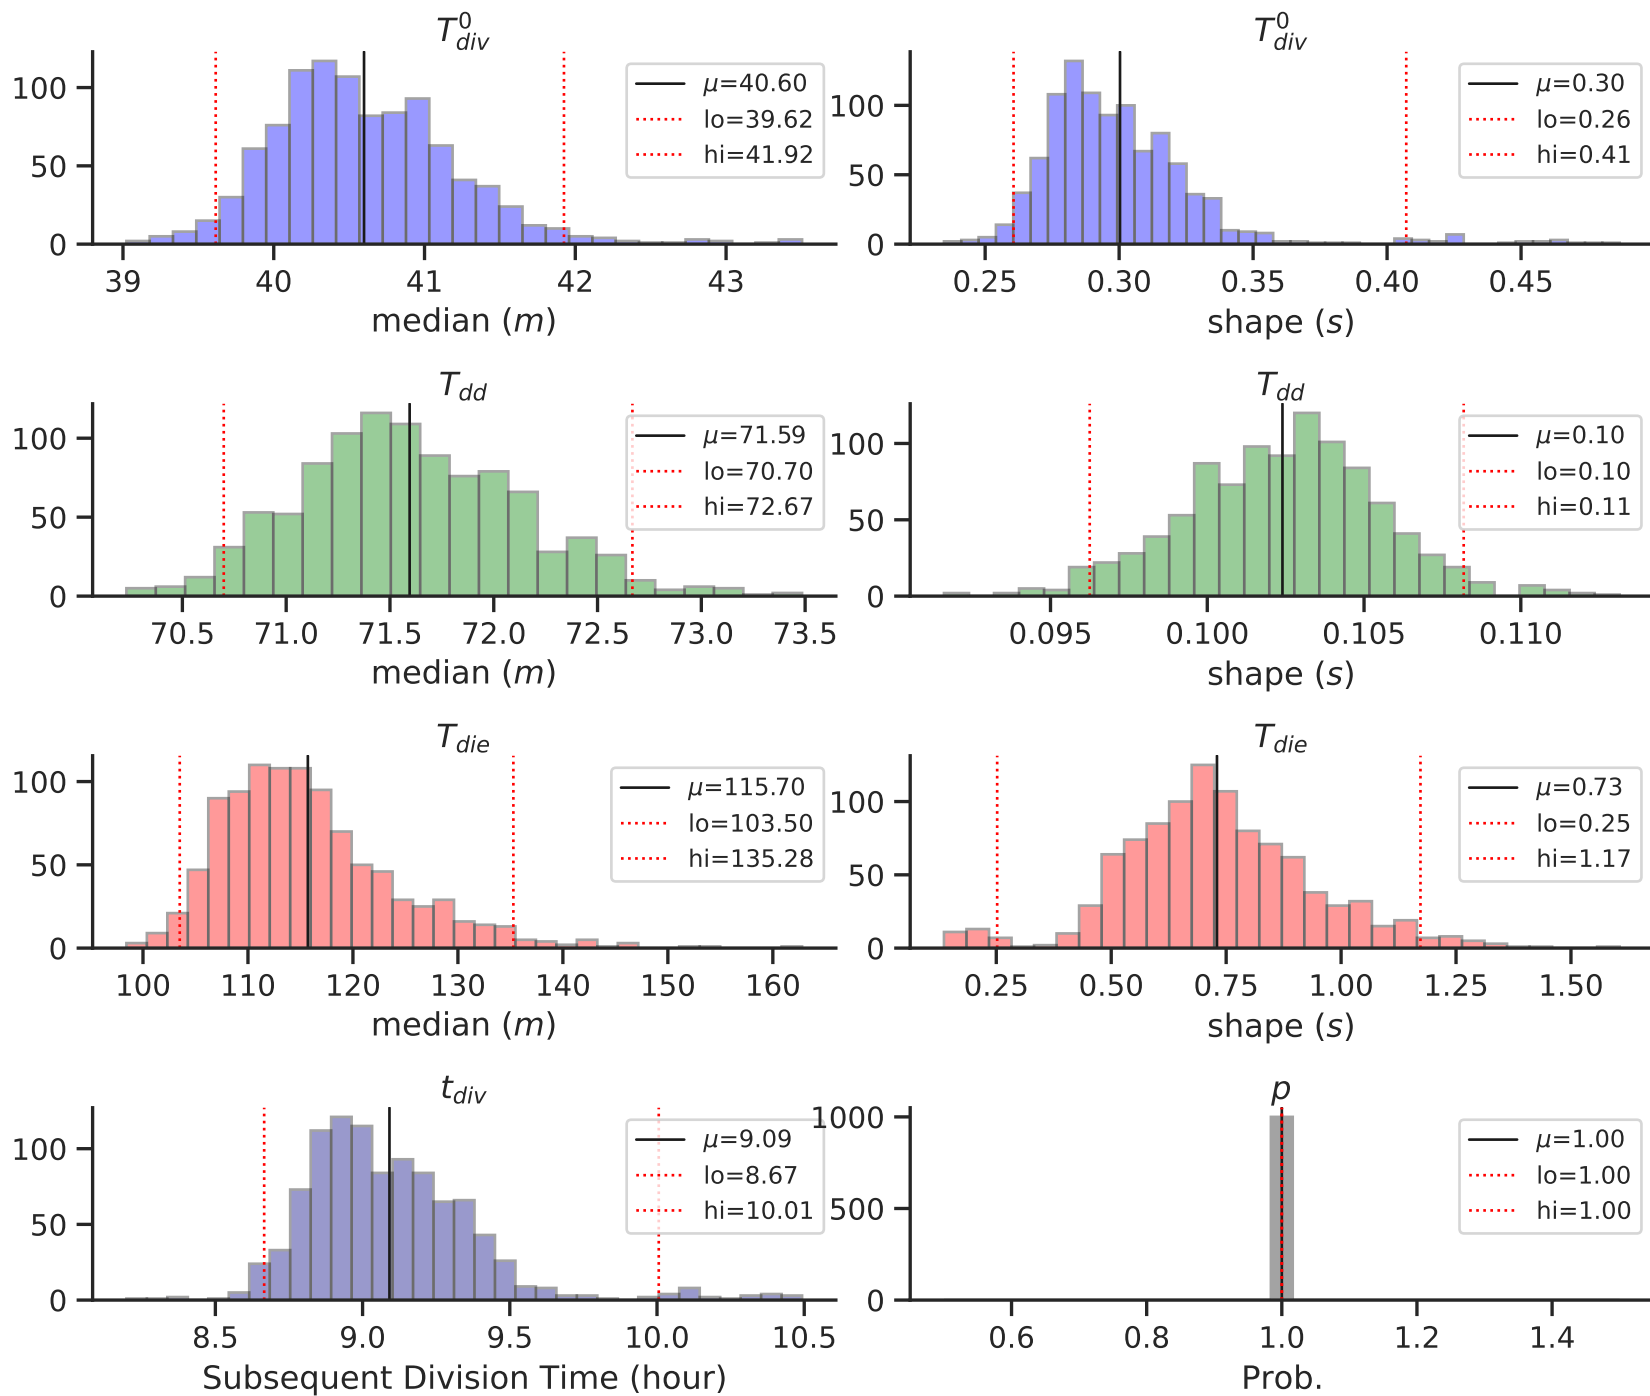 T⁰div
100
50
0
39 40 41 42 43
median (m)
μ=40.60
lo=39.62
hi=41.92
T⁰div
100
50
0
0.25 0.30 0.35 0.40 0.45
shape (s)
μ=0.30
lo=0.26
hi=0.41
Tdd
100
50
0
70.5 71.0 71.5 72.0 72.5 73.0 73.5
median (m)
μ=71.59
lo=70.70
hi=72.67
Tdd
100
50
0
0.095 0.100 0.105 0.110
shape (s)
μ=0.10
lo=0.10
hi=0.11
Tdie
100
50
0
100 110 120 130 140 150 160
median (m)
μ=115.70
lo=103.50
hi=135.28
Tdie
100
50
0
0.25 0.50 0.75 1.00 1.25 1.50
shape (s)
μ=0.73
lo=0.25
hi=1.17
tdiv
100
50
0
8.5 9.0 9.5 10.0 10.5
Subsequent Division Time (hour)
μ=9.09
lo=8.67
hi=10.01
p
1000
500
0
0.6 0.8 1.0 1.2 1.4
Prob.
μ=1.00
lo=1.00
hi=1.00